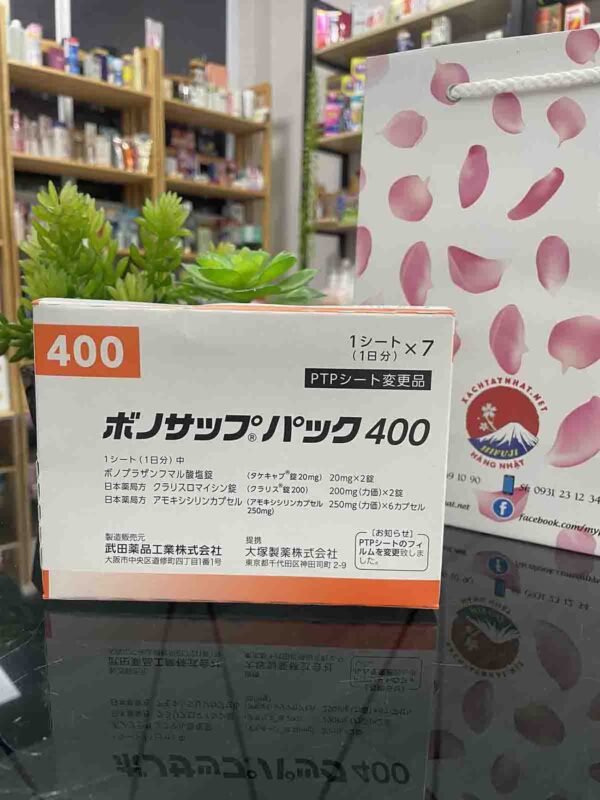 400
1シート
(1日分) ×7
PTPシート変更品
ボノサップ®パック400
1シート(1日分)中
ボノプラザンフマル酸塩錠 (タケキャブ®錠20mg) 20mg×2錠
日本薬局方 クラリスロマイシン錠 (クラリス®錠200) 200mg(力価)×2錠
日本薬局方 アモキシシリンカプセル (アモキシシリンカプセル 250mg) 250mg(力価)×6カプセル
製造販売元
武田薬品工業株式会社
大阪市中央区道修町四丁目1番1号
提携
大塚製薬株式会社
東京都千代田区神田司町2-9
〔お知らせ〕
PTPシートのフィルムを変更致しました。
XACHTAYNHAT.NET
HIFUJI
HÀNG NHẬT
09 10 90
Sỉ: 0931 23 12 34
hat.net
facebook.com/my